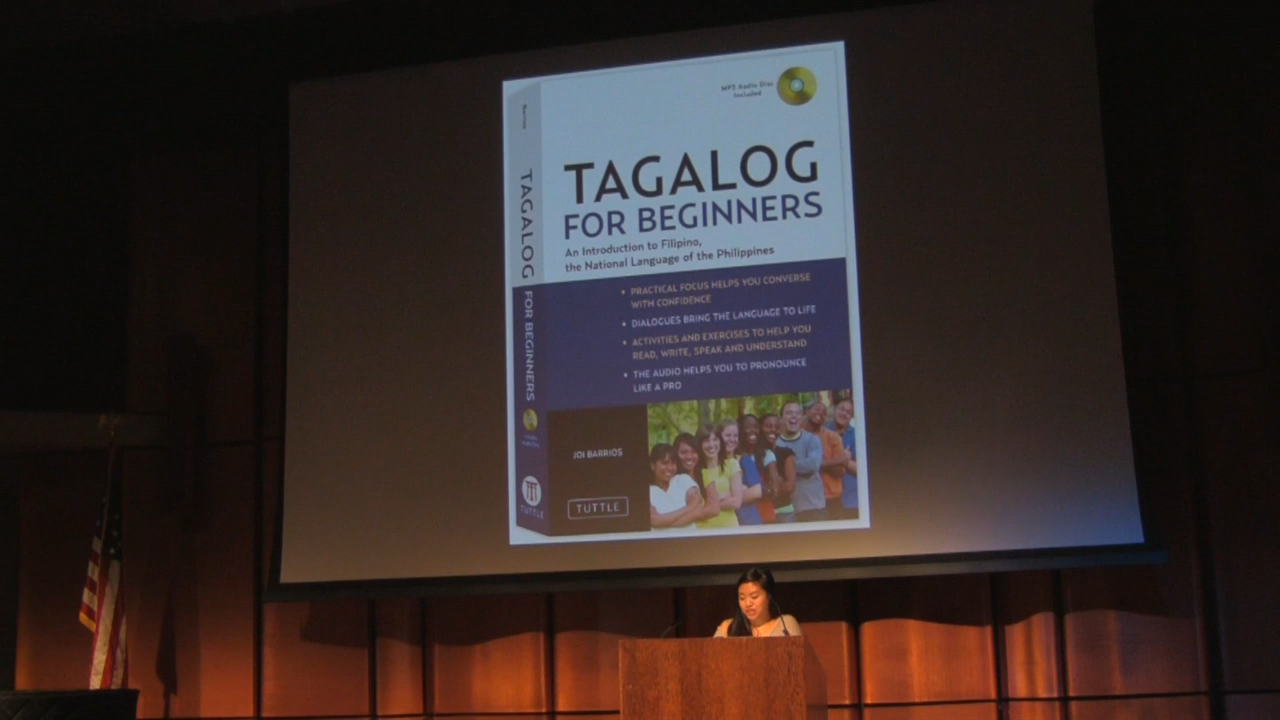 MP3 Audio Disc
Included
Barrios
TAGALOG FOR BEGINNERS
TUTTLE
TAGALOG
FOR BEGINNERS
An Introduction to Filipino,
the National Language of the Philippines
• PRACTICAL FOCUS HELPS YOU CONVERSE
WITH CONFIDENCE
• DIALOGUES BRING THE LANGUAGE TO LIFE
• ACTIVITIES AND EXERCISES TO HELP YOU
READ, WRITE, SPEAK AND UNDERSTAND
• THE AUDIO HELPS YOU TO PRONOUNCE
LIKE A PRO
JOI BARRIOS
TUTTLE